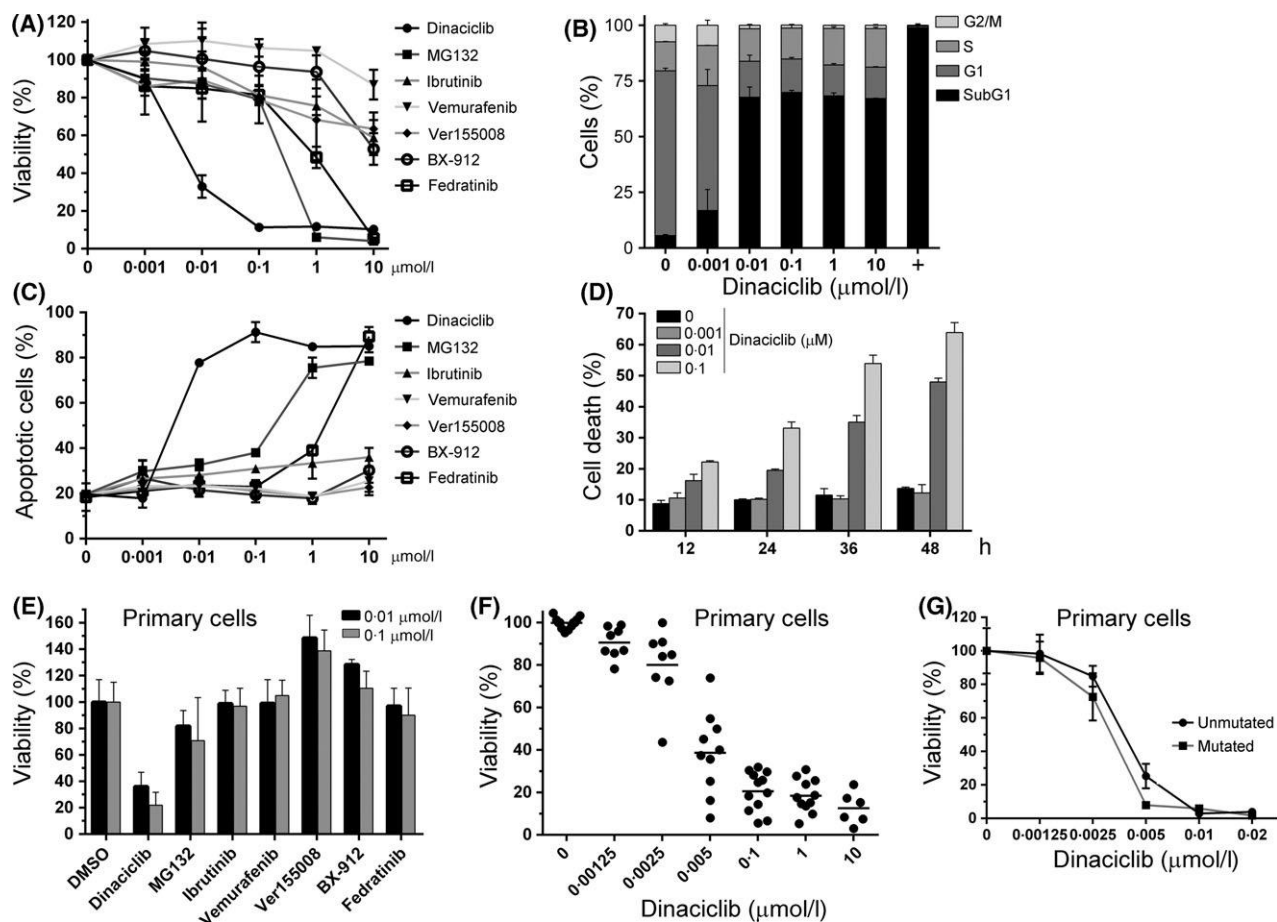 (A)
Viability (%)
120
100
80
60
40
20
0
0 0·001 0·01 0·1 1 10 μmol/l
Dinaciclib
MG132
Ibrutinib
Vemurafenib
Ver155008
BX-912
Fedratinib
(B)
Cells (%)
100
75
50
25
0
0 0·001 0·01 0·1 1 10 +
Dinaciclib (μmol/l)
G2/M
S
G1
SubG1
(C)
Apoptotic cells (%)
100
80
60
40
20
0
0 0·001 0·01 0·1 1 10 μmol/l
Dinaciclib
MG132
Ibrutinib
Vemurafenib
Ver155008
BX-912
Fedratinib
(D)
Cell death (%)
70
60
50
40
30
20
10
0
0
0·001
0·01
0·1
Dinaciclib (μM)
12 24 36 48 h
(E)
Primary cells
0·01 μmol/l
0·1 μmol/l
Viability (%)
160
140
120
100
80
60
40
20
0
DMSO
Dinaciclib
MG132
Ibrutinib
Vemurafenib
Ver155008
BX-912
Fedratinib
(F)
Primary cells
Viability (%)
100
80
60
40
20
0
0 0·00125 0·0025 0·005 0·1 1 10
Dinaciclib (μmol/l)
(G)
Primary cells
Viability (%)
120
100
80
60
40
20
0
Unmutated
Mutated
0 0·00125 0·0025 0·005 0·01 0·02
Dinaciclib (μmol/l)